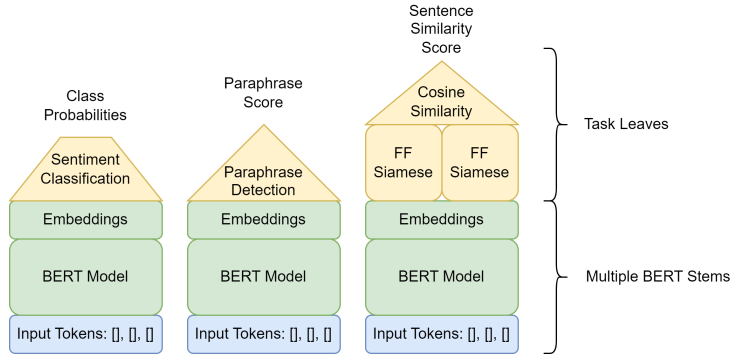 Class
Probabilities
Sentiment
Classification
Embeddings
BERT Model
Input Tokens: [], [], []
Paraphrase
Score
Paraphrase
Detection
Embeddings
BERT Model
Input Tokens: [], [], []
Sentence
Similarity
Score
Cosine
Similarity
FF
Siamese
FF
Siamese
Embeddings
BERT Model
Input Tokens: [], [], []
Task Leaves
Multiple BERT Stems